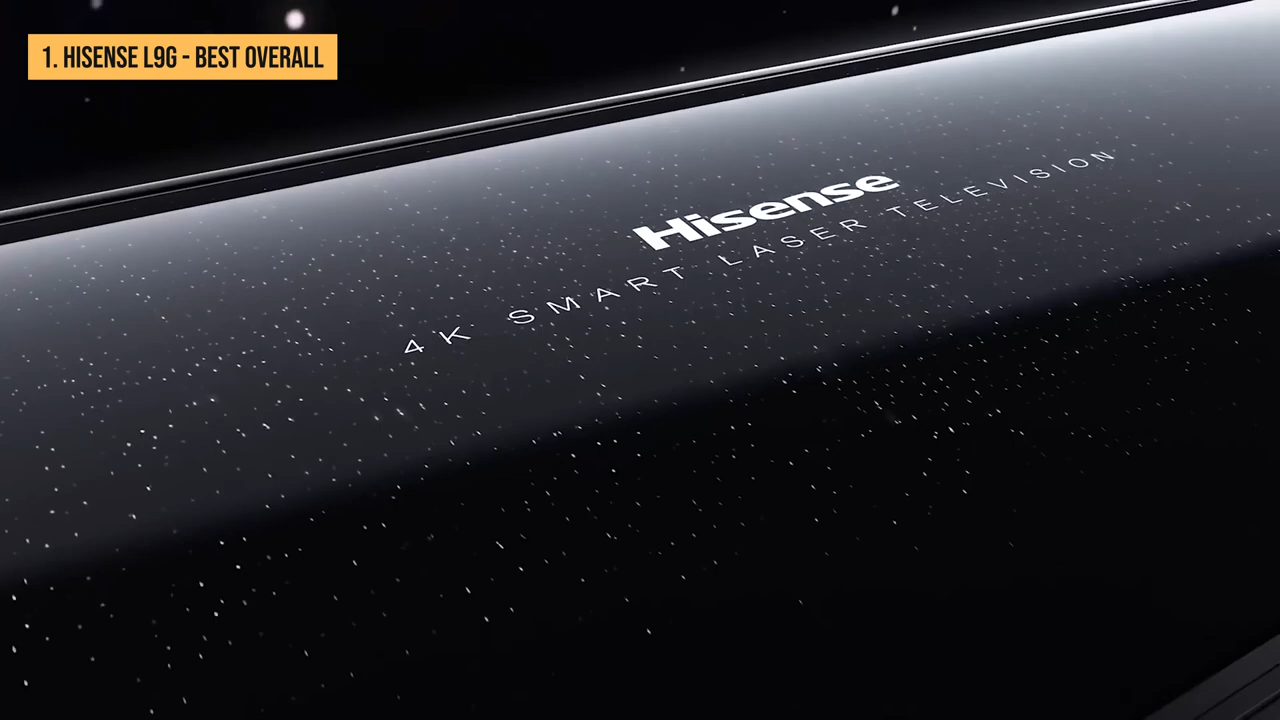 1. HISENSE L9G - BEST OVERALL
Hisense
4K SMART LASER TELEVISION